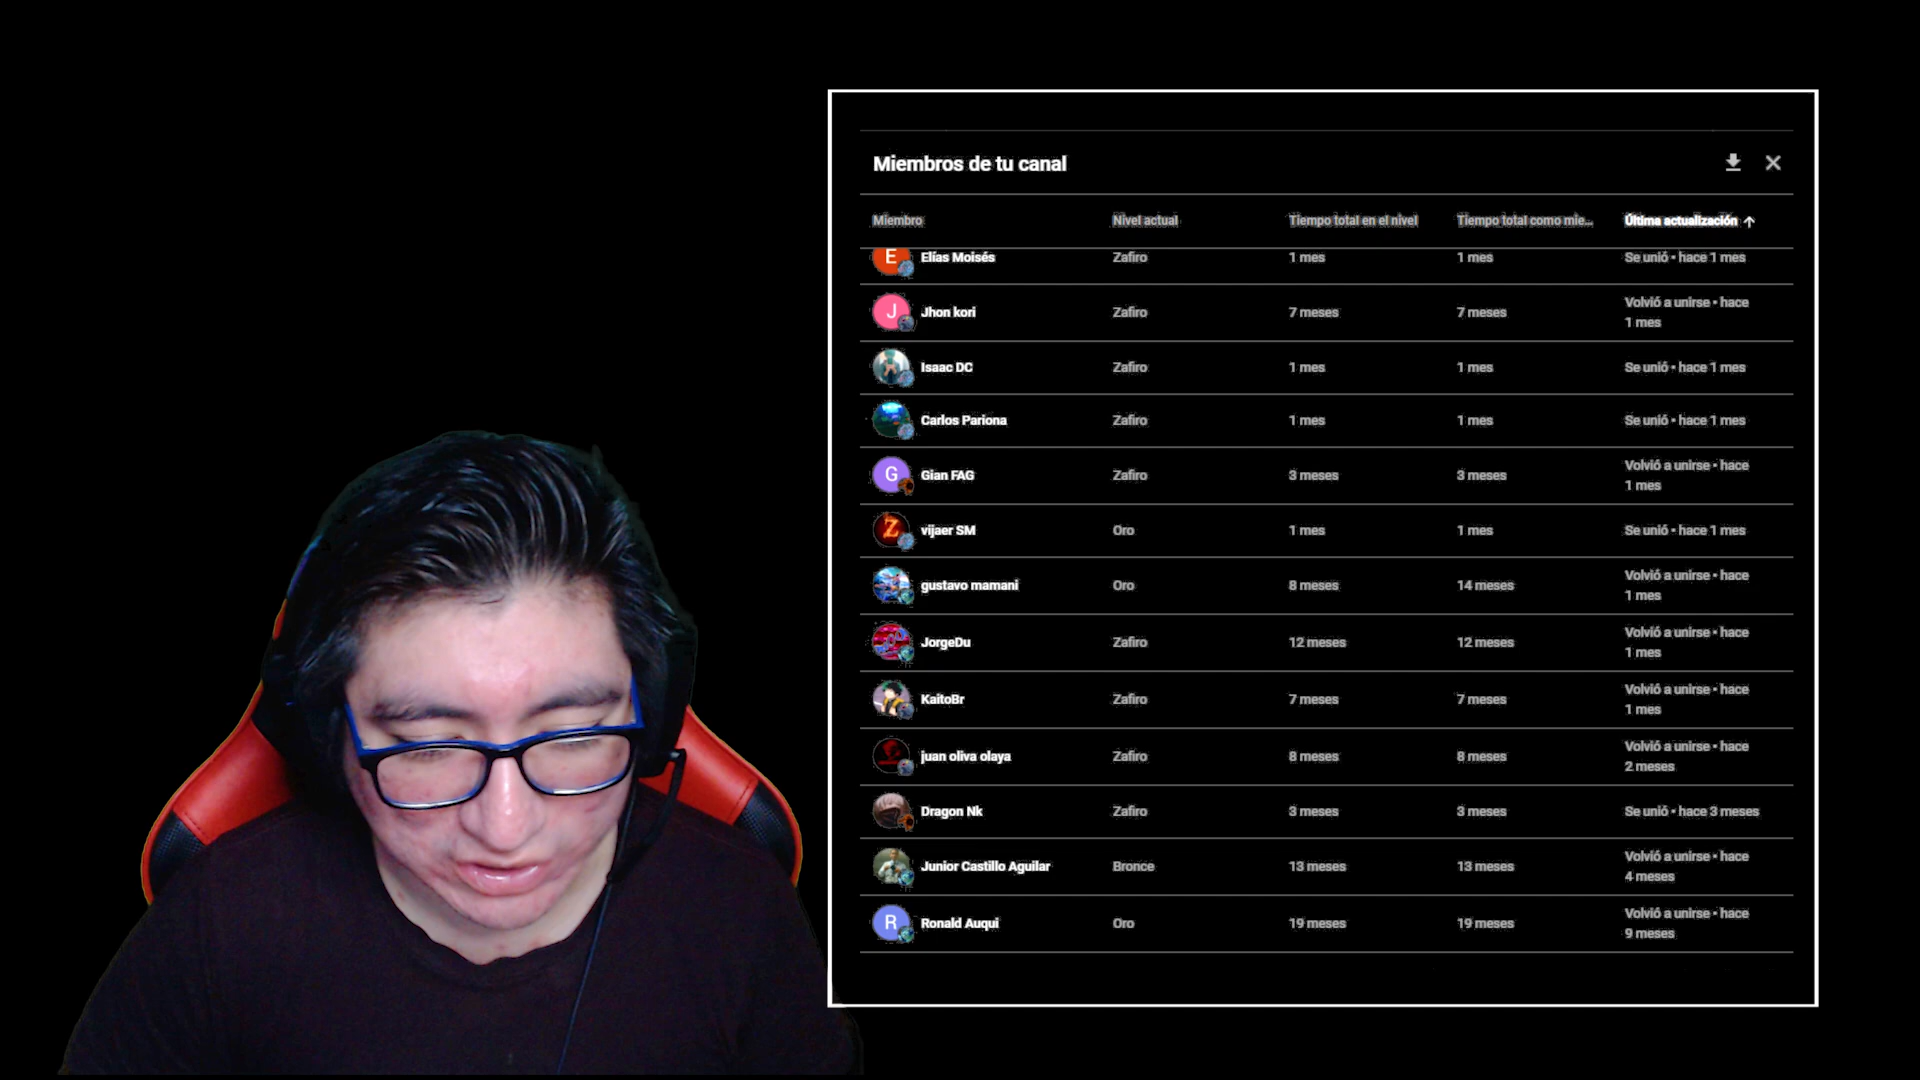 Miembros de tu canal
Miembro Nivel actual Tiempo total en el nivel Tiempo total como mie... Última actualización
E Elías Moisés Zafiro 1 mes 1 mes Se unió • hace 1 mes
J Jhon kori Zafiro 7 meses 7 meses Volvió a unirse • hace
1 mes
Isaac DC Zafiro 1 mes 1 mes Se unió • hace 1 mes
Carlos Pariona Zafiro 1 mes 1 mes Se unió • hace 1 mes
G Gian FAG Zafiro 3 meses 3 meses Volvió a unirse • hace
1 mes
Z vijaer SM Oro 1 mes 1 mes Se unió • hace 1 mes
gustavo mamani Oro 8 meses 14 meses Volvió a unirse • hace
1 mes
JorgeDu Zafiro 12 meses 12 meses Volvió a unirse • hace
1 mes
KaitoBr Zafiro 7 meses 7 meses Volvió a unirse • hace
1 mes
juan oliva olaya Zafiro 8 meses 8 meses Volvió a unirse • hace
2 meses
Dragon Nk Zafiro 3 meses 3 meses Se unió • hace 3 meses
Junior Castillo Aguilar Bronce 13 meses 13 meses Volvió a unirse • hace
4 meses
R Ronald Auqui Oro 19 meses 19 meses Volvió a unirse • hace
9 meses